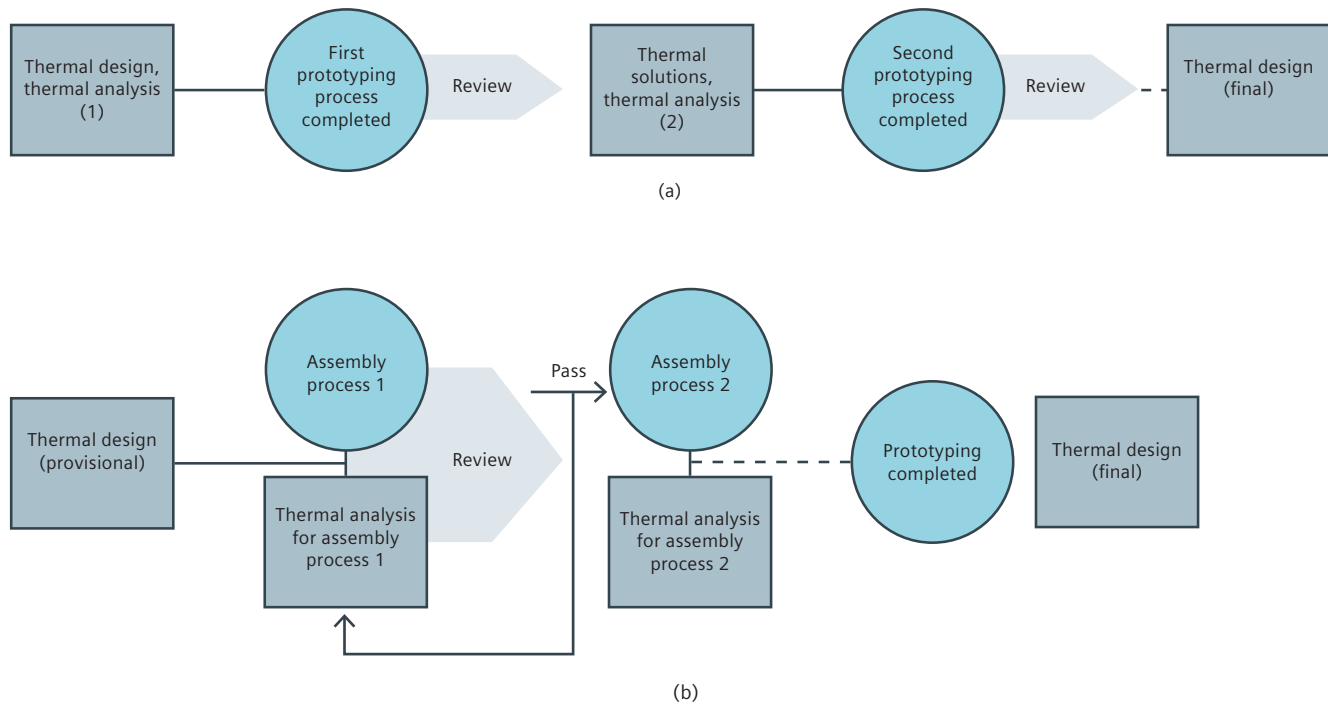 Thermal design,
thermal analysis
(1)
First
prototyping
process
completed
Review
Thermal
solutions,
thermal analysis
(2)
Second
prototyping
process
completed
Review
Thermal design
(final)
(a)
Thermal design
(provisional)
Assembly
process 1
Thermal analysis
for assembly
process 1
Review
Pass
Assembly
process 2
Thermal analysis
for assembly
process 2
Prototyping
completed
Thermal design
(final)
(b)